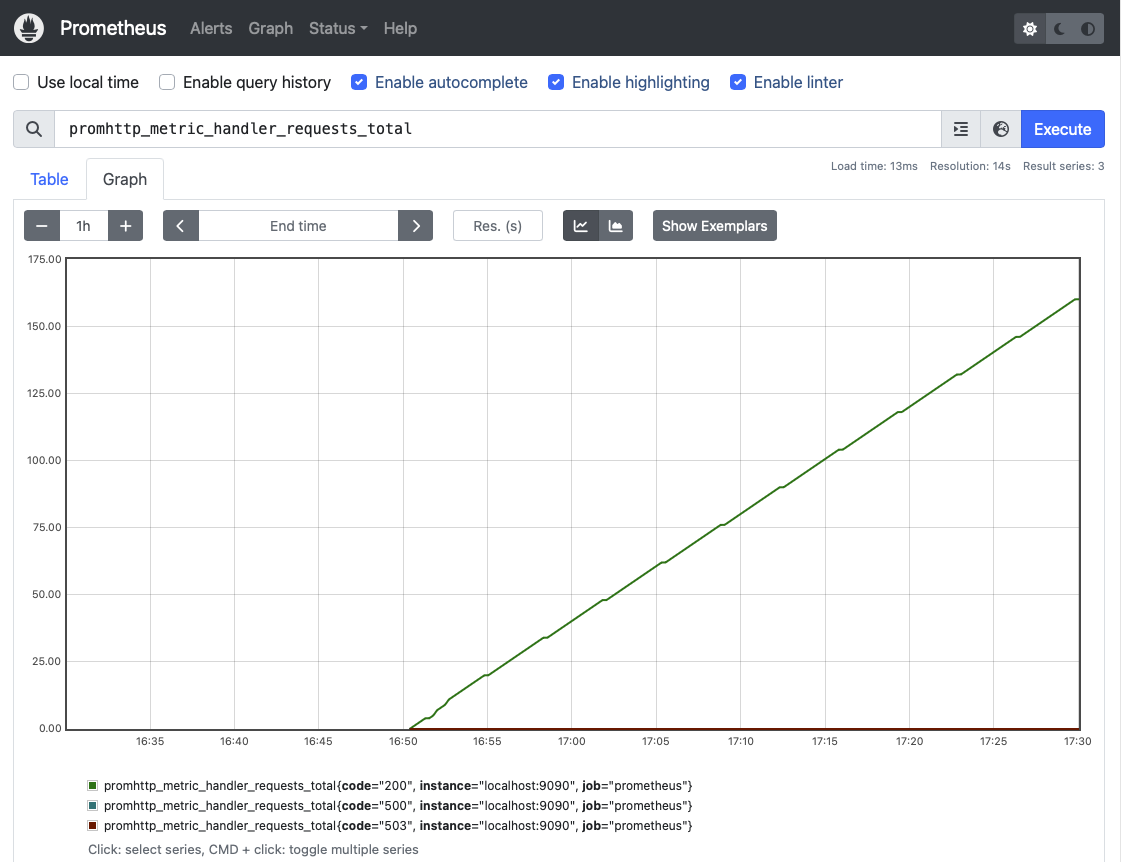 Prometheus Alerts Graph Status Help
Use local time Enable query history Enable autocomplete Enable highlighting Enable linter
promhttp_metric_handler_requests_total Execute
Load time: 13ms Resolution: 14s Result series: 3
Table Graph
− 1h + End time Res. (s) Show Exemplars
175.00
150.00
125.00
100.00
75.00
50.00
25.00
0.00
16:35 16:40 16:45 16:50 16:55 17:00 17:05 17:10 17:15 17:20 17:25 17:30
promhttp_metric_handler_requests_total{code="200", instance="localhost:9090", job="prometheus"}
promhttp_metric_handler_requests_total{code="500", instance="localhost:9090", job="prometheus"}
promhttp_metric_handler_requests_total{code="503", instance="localhost:9090", job="prometheus"}
Click: select series, CMD + click: toggle multiple series